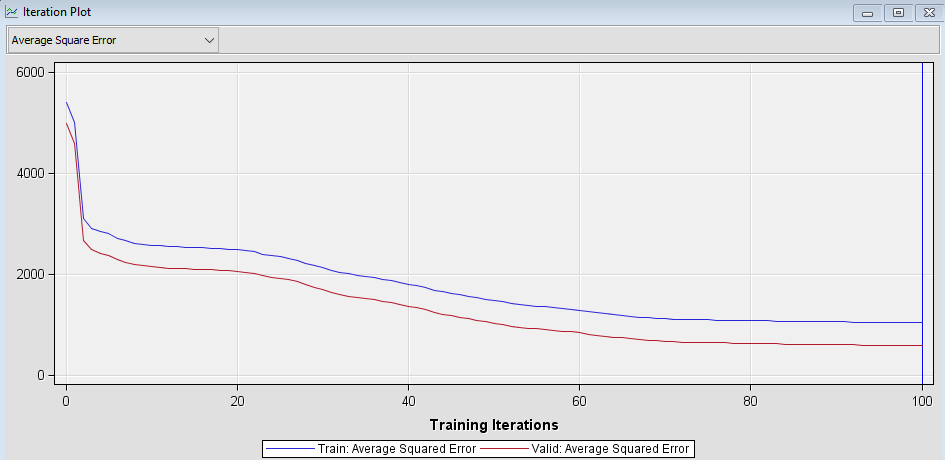 Iteration Plot
Average Square Error
6000
4000
2000
0
0 20 40 60 80 100
Training Iterations
Train: Average Squared Error Valid: Average Squared Error